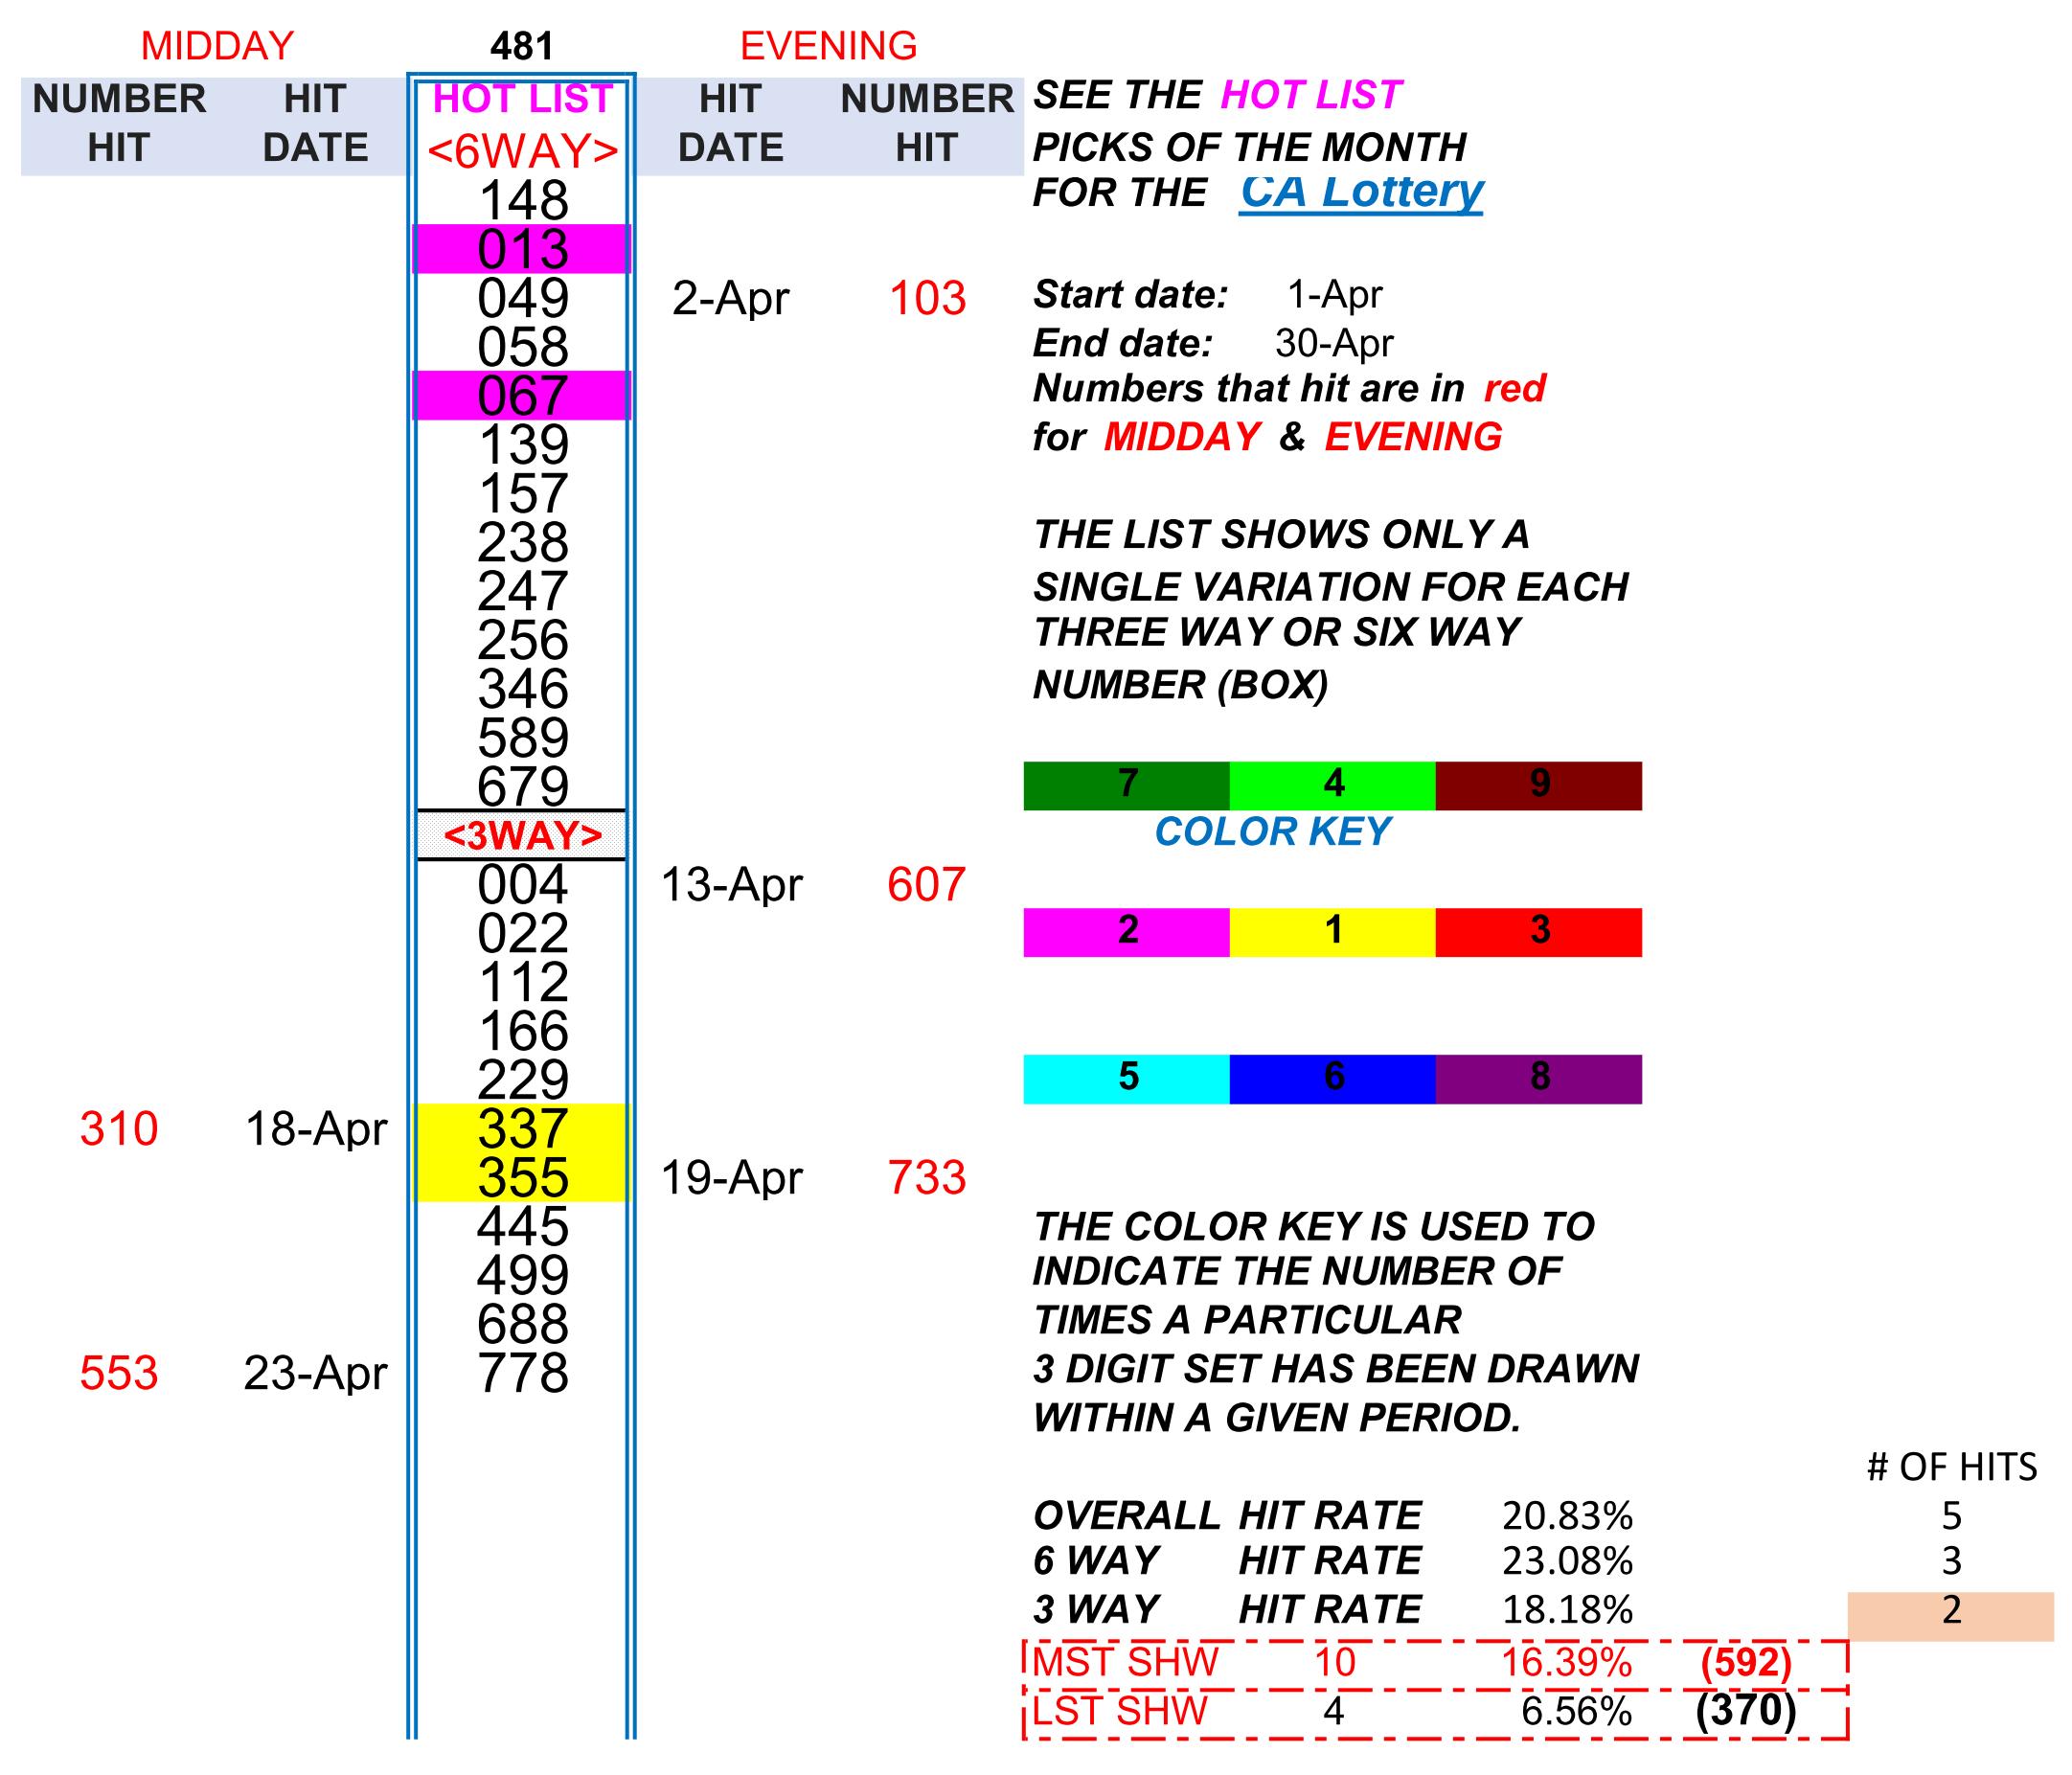 MIDDAY 481 EVENING
NUMBER HIT HOT LIST HIT NUMBER SEE THE HOT LIST
HIT DATE <6WAY> DATE HIT PICKS OF THE MONTH
148 FOR THE CA Lottery
013
049 2-Apr 103 Start date: 1-Apr
058 End date: 30-Apr
067 Numbers that hit are in red
139 for MIDDAY & EVENING
157
238 THE LIST SHOWS ONLY A
247 SINGLE VARIATION FOR EACH
256 THREE WAY OR SIX WAY
346 NUMBER (BOX)
589
679 7 4 9
<3WAY> COLOR KEY
004 13-Apr 607
022 2 1 3
112
166
229 5 6 8
310 18-Apr 337
355 19-Apr 733
445 THE COLOR KEY IS USED TO
499 INDICATE THE NUMBER OF
688 TIMES A PARTICULAR
553 23-Apr 778 3 DIGIT SET HAS BEEN DRAWN
WITHIN A GIVEN PERIOD.
# OF HITS
OVERALL HIT RATE 20.83% 5
6 WAY HIT RATE 23.08% 3
3 WAY HIT RATE 18.18% 2
MST SHW 10 16.39% (592)
LST SHW 4 6.56% (370)